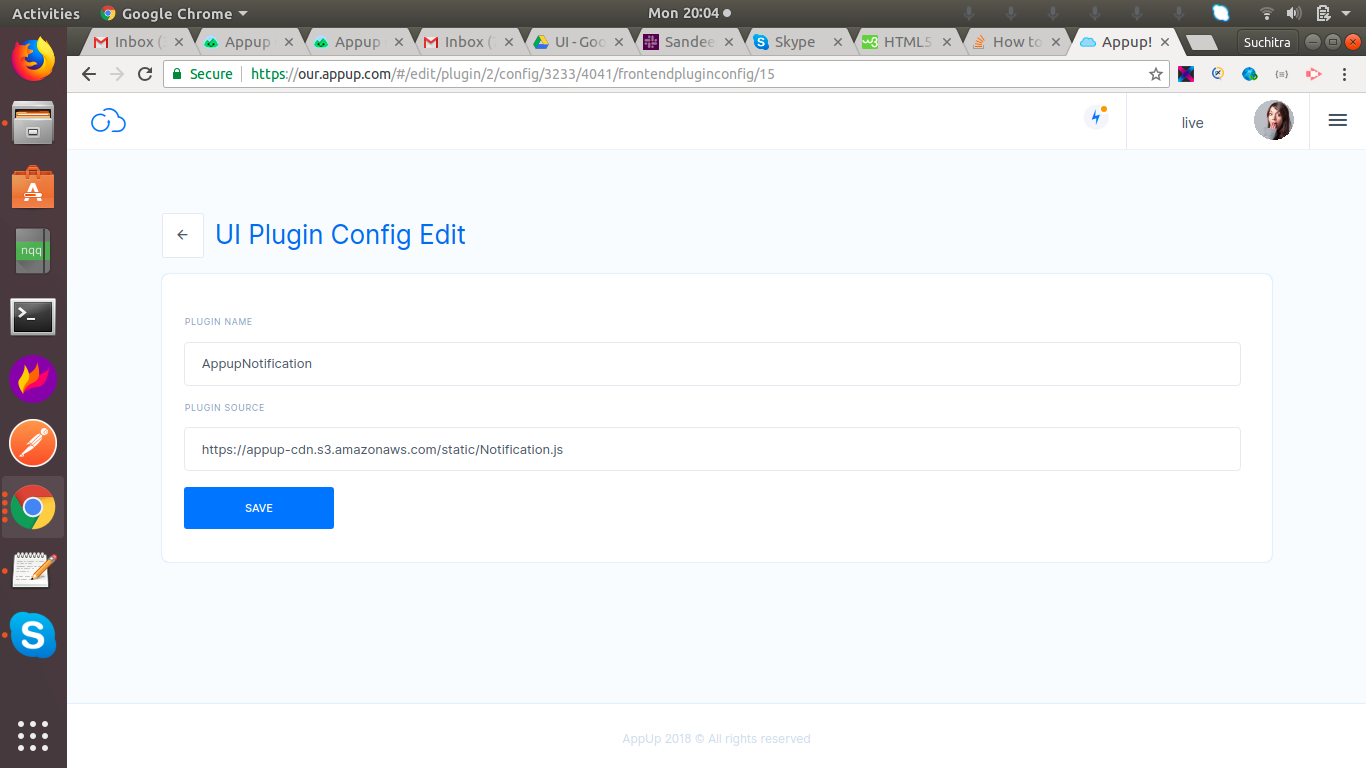 Activities Google Chrome Mon 20:04
Inbox ( Appup Appup Inbox ( UI - Goo Sandee Skype HTML5 How to Appup! Suchitra
Secure https://our.appup.com/#/edit/plugin/2/config/3233/4041/frontendpluginconfig/15
live
nqq
UI Plugin Config Edit
PLUGIN NAME
AppupNotification
PLUGIN SOURCE
https://appup-cdn.s3.amazonaws.com/static/Notification.js
SAVE
AppUp 2018 © All rights reserved